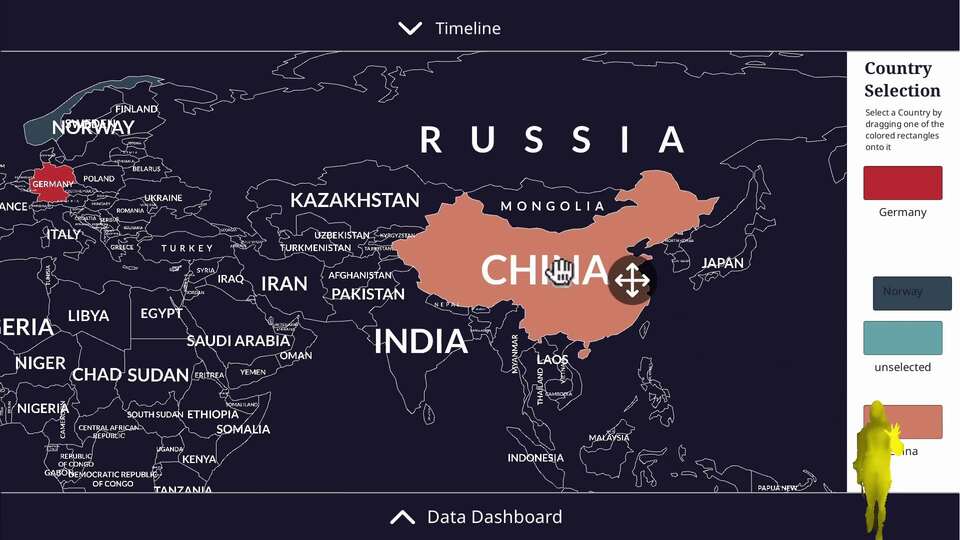 Timeline
Country
Selection
Select a Country by
dragging one of the
colored rectangles
onto it
Germany
Norway
unselected
FINLAND
SWEDEN
NORWAY
RUSSIA
BELARUS
GERMANY
POLAND
UKRAINE
KAZAKHSTAN
MONGOLIA
ROMANIA
ITALY
GREECE
TURKEY
UZBEKISTAN
KYRGYZSTAN
TURKMENISTAN
CHINA
JAPAN
SYRIA
IRAQ
IRAN
AFGHANISTAN
PAKISTAN
NEPAL
TUNISIA
LIBYA
EGYPT
SAUDI ARABIA
OMAN
INDIA
MYANMAR
LAOS
THAILAND
CAMBODIA
NIGER
CHAD
SUDAN
ERITREA
YEMEN
NIGERIA
SOUTH SUDAN
ETHIOPIA
SOMALILAND
SOMALIA
CENTRAL AFRICAN
REPUBLIC
UGANDA
KENYA
REPUBLIC
OF CONGO
GABON
DEMOCRATIC REPUBLIC
OF CONGO
TANZANIA
MALAYSIA
INDONESIA
PAPUA NEW
Data Dashboard